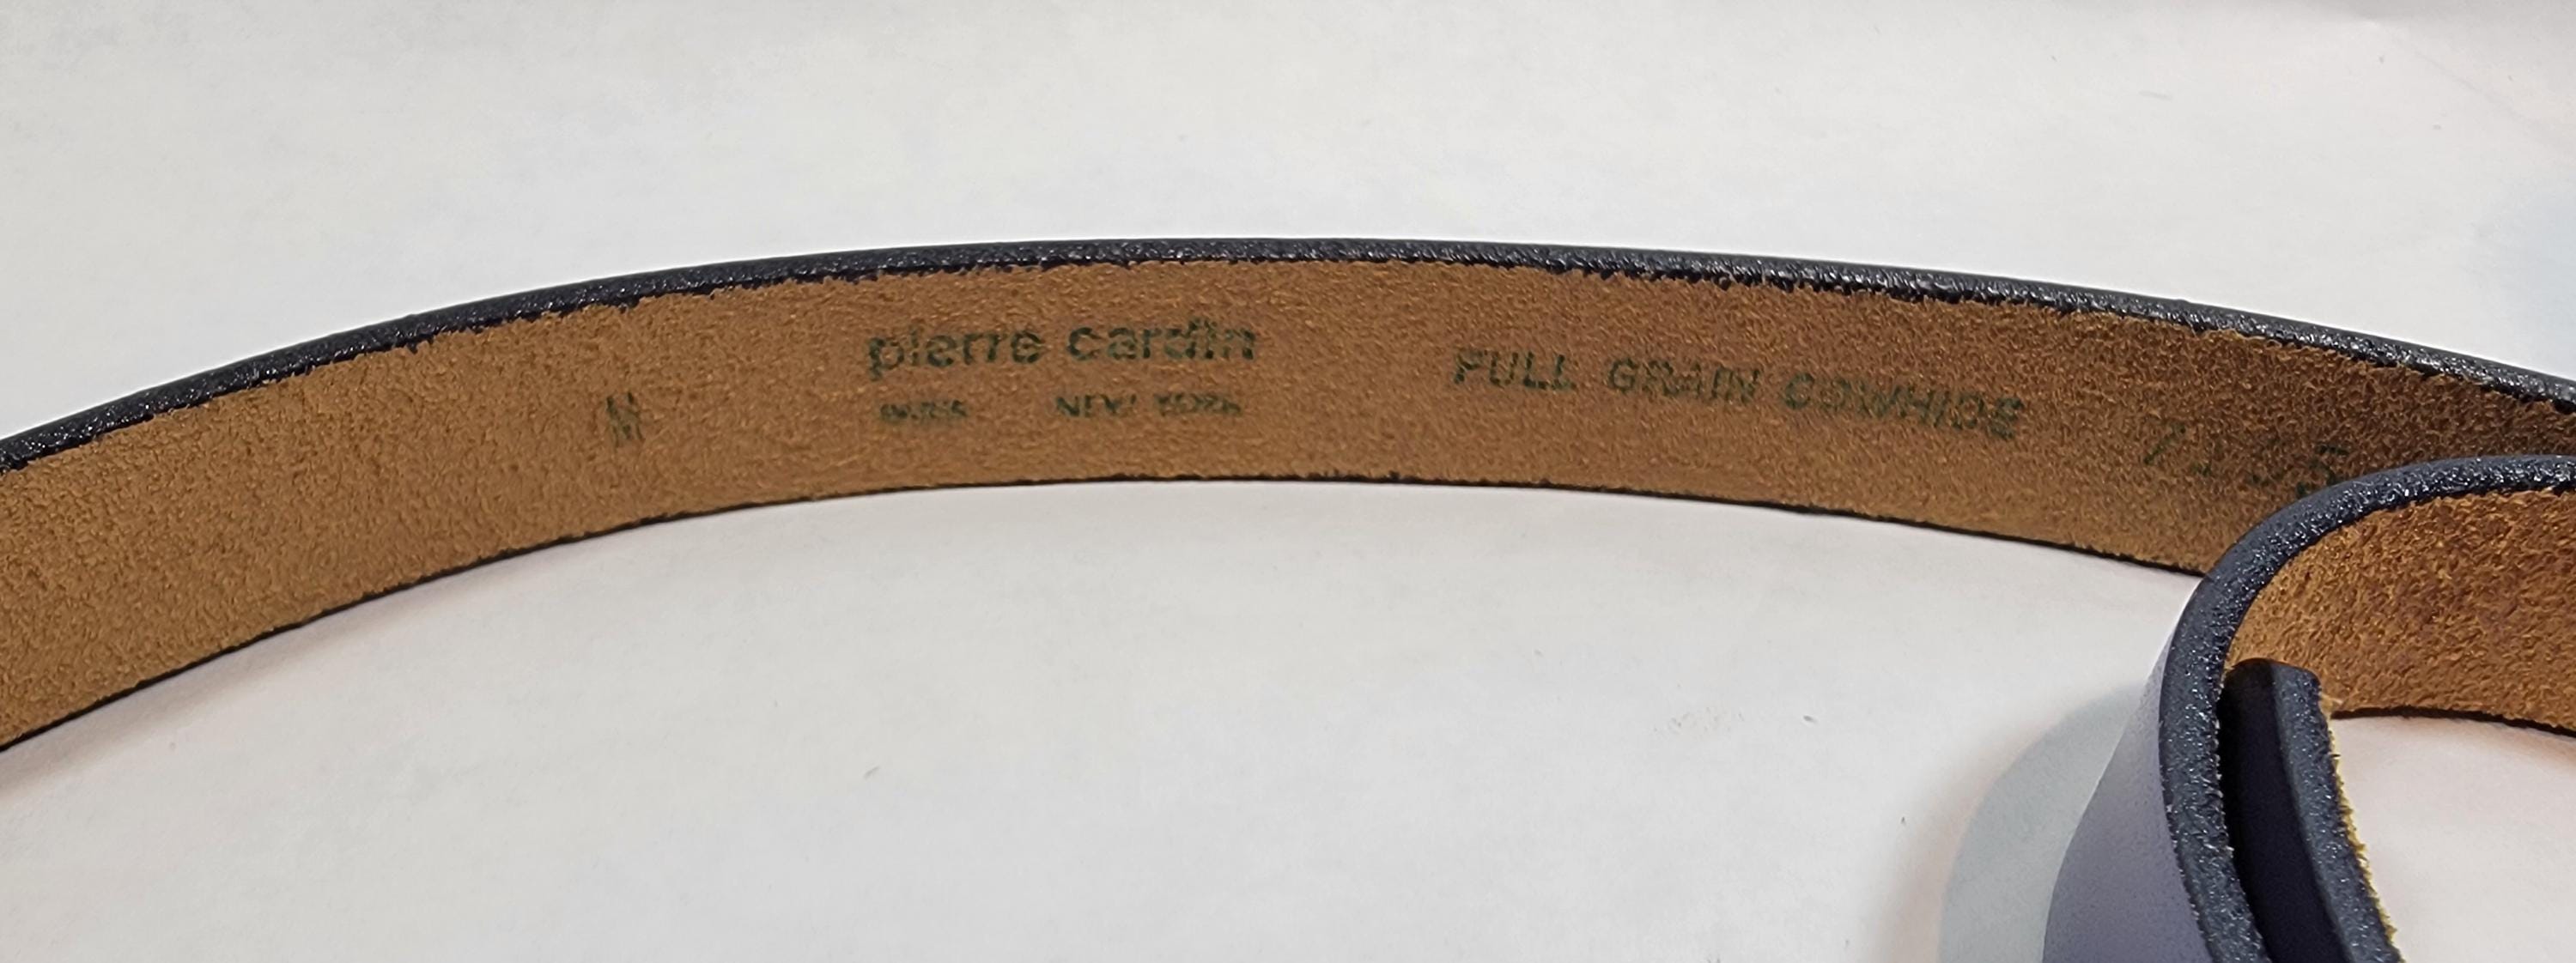 M
pierre cardin
PARIS NEW YORK
FULL GRAIN COWHIDE